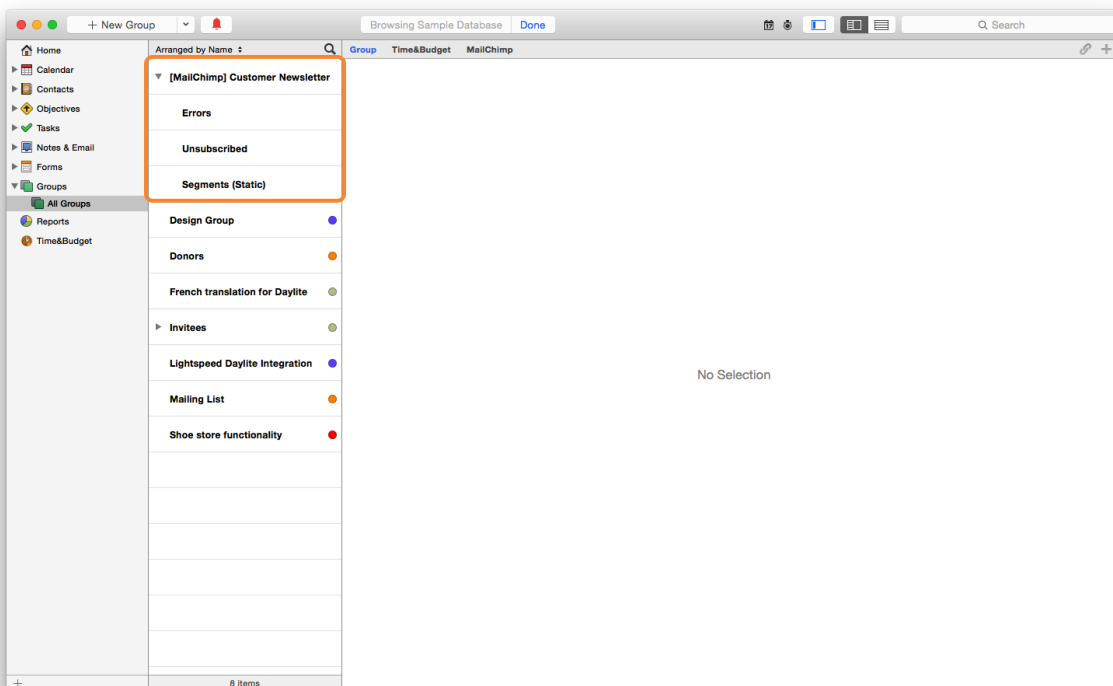 + New Group
Browsing Sample Database
Done
17
Search
Home
Calendar
Contacts
Objectives
Tasks
Notes & Email
Forms
Groups
All Groups
Reports
Time&Budget
Arranged by Name
[MailChimp] Customer Newsletter
Errors
Unsubscribed
Segments (Static)
Design Group
Donors
French translation for Daylite
Invitees
Lightspeed Daylite Integration
Mailing List
Shoe store functionality
8 items
Group Time&Budget MailChimp
No Selection